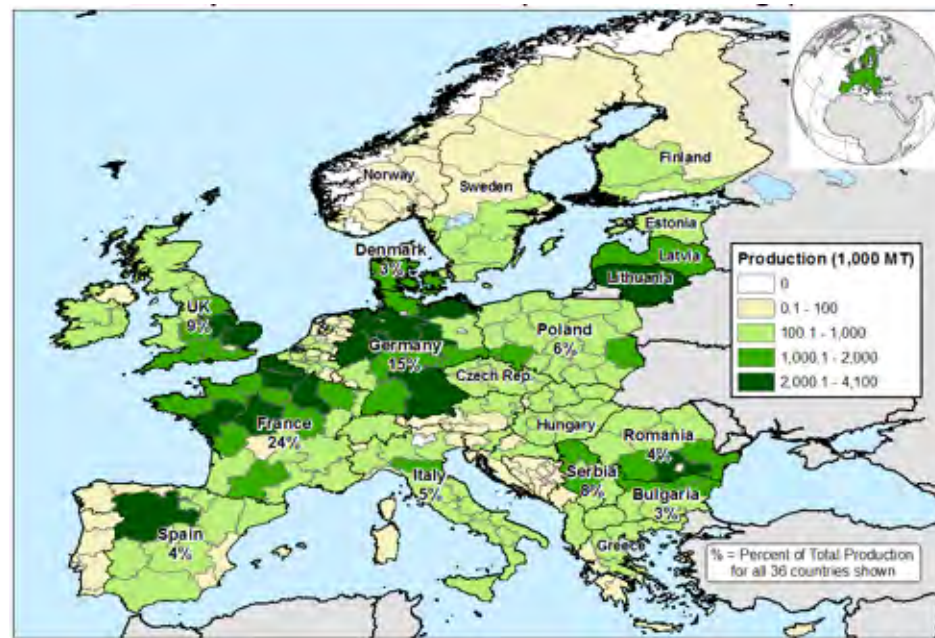 Finland
Norway
Sweden
Estonia
Denmark
3%
Latvia
Lithuania
Production (1,000 MT)
0
0.1 - 100
100.1 - 1,000
1,000.1 - 2,000
2,000.1 - 4,100
UK
9%
Poland
6%
Germany
15%
Czech Rep.
France
24%
Hungary
Romania
4%
Italy
5%
Serbia
8%
Bulgaria
3%
Spain
4%
Greece
% = Percent of Total Production
for all 36 countries shown